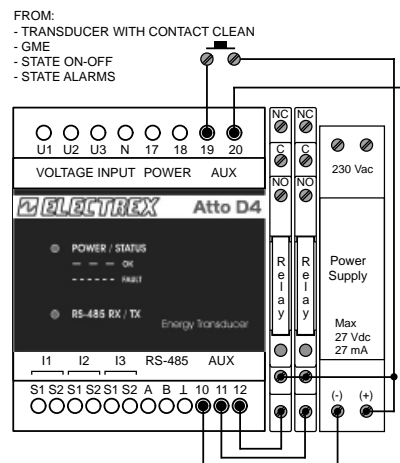 FROM:
- TRANSDUCER WITH CONTACT CLEAN
- GME
- STATE ON-OFF
- STATE ALARMS
NC NC
U1 U2 U3 N 17 18 19 20
C C
VOLTAGE INPUT POWER AUX
230 Vac
NO NO
ELECTREX Atto D4
POWER / STATUS
OK
FAULT
RS-485 RX / TX
Energy Transducer
Relay
Relay
Power
Supply
Max
27 Vdc
27 mA
I1 I2 I3 RS-485 AUX
S1 S2 S1 S2 S1 S2 A B ⊥ 10 11 12
(-) (+)